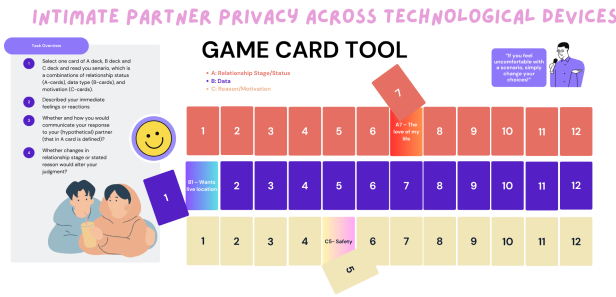 INTIMATE PARTNER PRIVACY ACROSS TECHNOLOGICAL DEVICES
Task Overview
1 Select one card of A deck, B deck
and C deck and read you senario, which is
a combinations of relationship status
(A-cards), data type (B-cards), and
motivation (C-cards).
2 Described your immediate
feelings or reactions
3 Whether and how you would
communicate your response
to your (hypothetical) partner
(that in A card is defined)?
4 Whether changes in
relationship stage or stated
reason would alter your
judgment?
GAME CARD TOOL
• A: Relationship Stage/Status
• B: Data
• C: Reason/Motivation
"If you feel
uncomfortable with
a scenario, simply
change your
choices!"
7
1 2 3 4 5 6 A7 - The
love of my
life
8 9 10 11 12
1
B1 - Wants
live location
2 3 4 5 6 7 8 9 10 11 12
1 2 3 4 C5- Safety 6 7 8 9 10 11 12
5